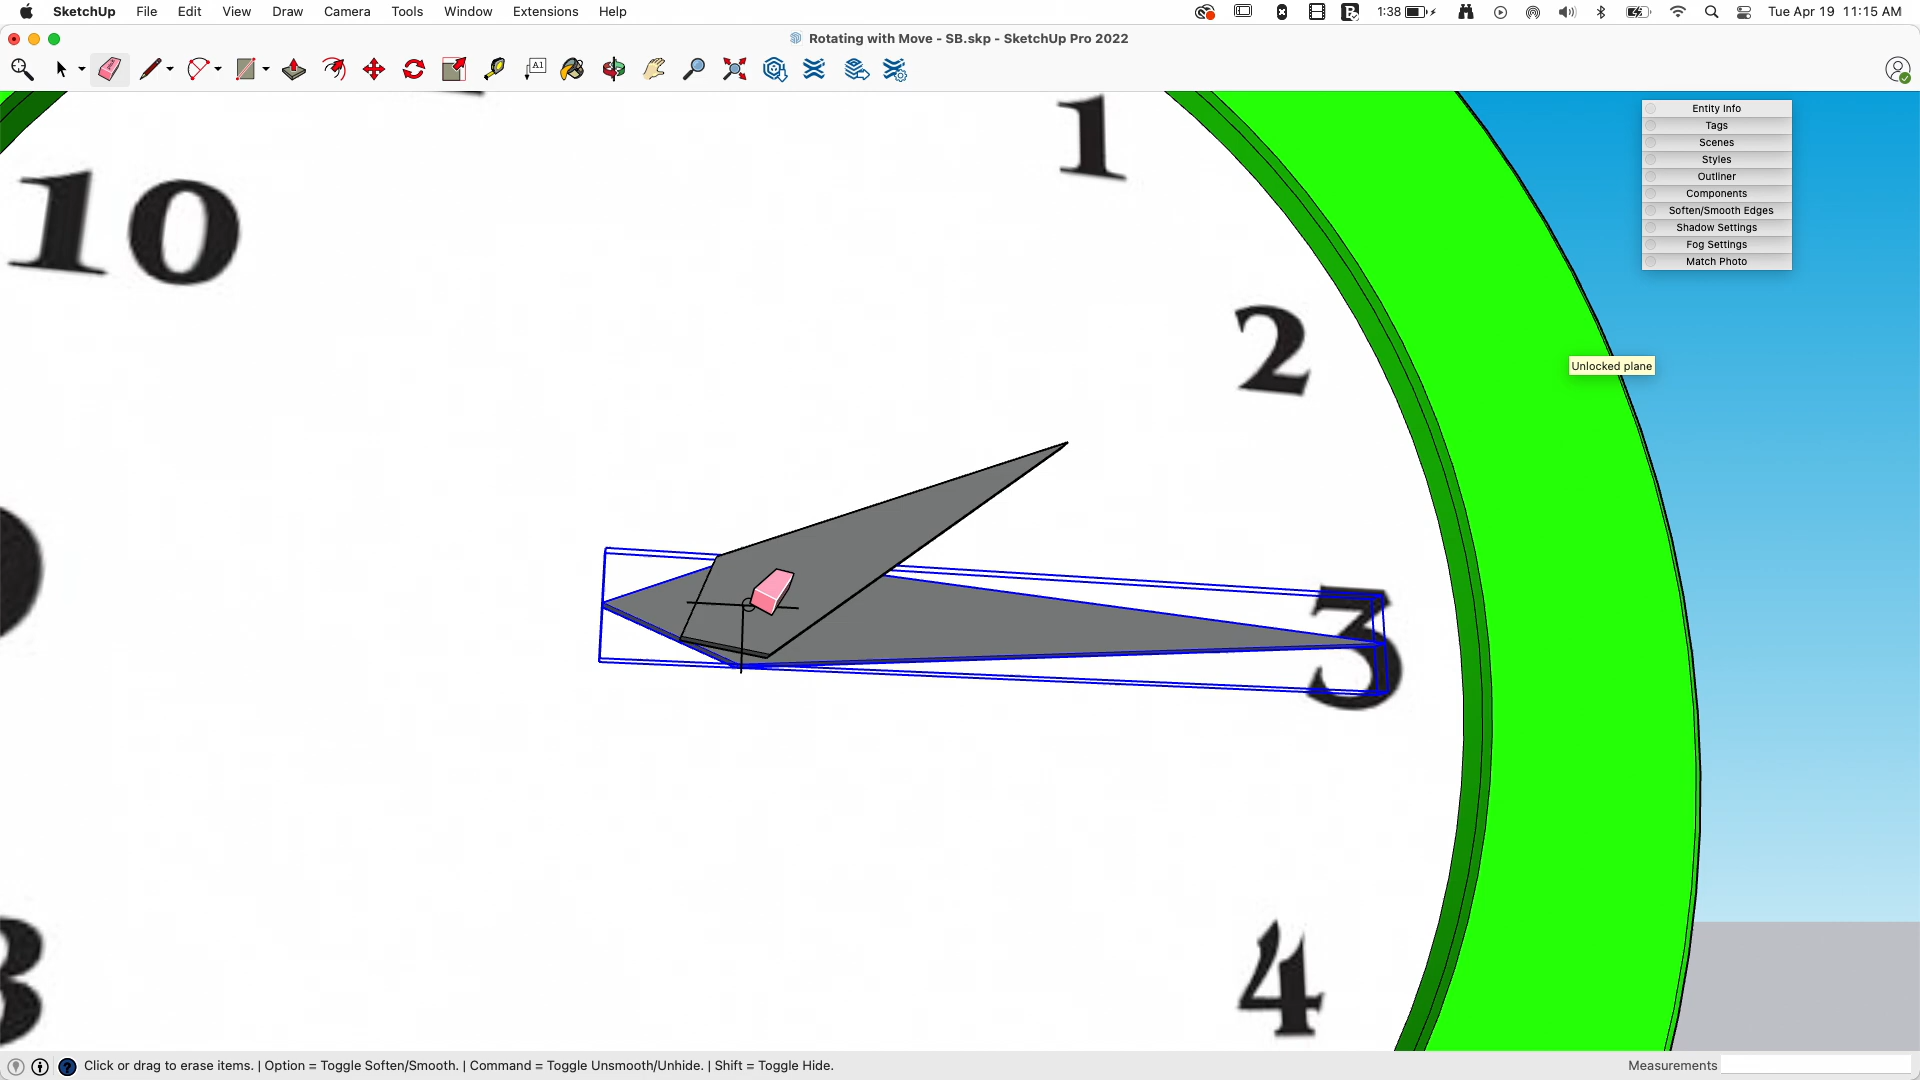 SketchUp File Edit View Draw Camera Tools Window Extensions Help 1:38 Tue Apr 19 11:15 AM
Rotating with Move - SB.skp - SketchUp Pro 2022
A1
Entity Info
Tags
Scenes
Styles
Outliner
Components
Soften/Smooth Edges
Shadow Settings
Fog Settings
Match Photo
1
10
2
Unlocked plane
3
4
Click or drag to erase items. | Option = Toggle Soften/Smooth. | Command = Toggle Unsmooth/Unhide. | Shift = Toggle Hide. Measurements